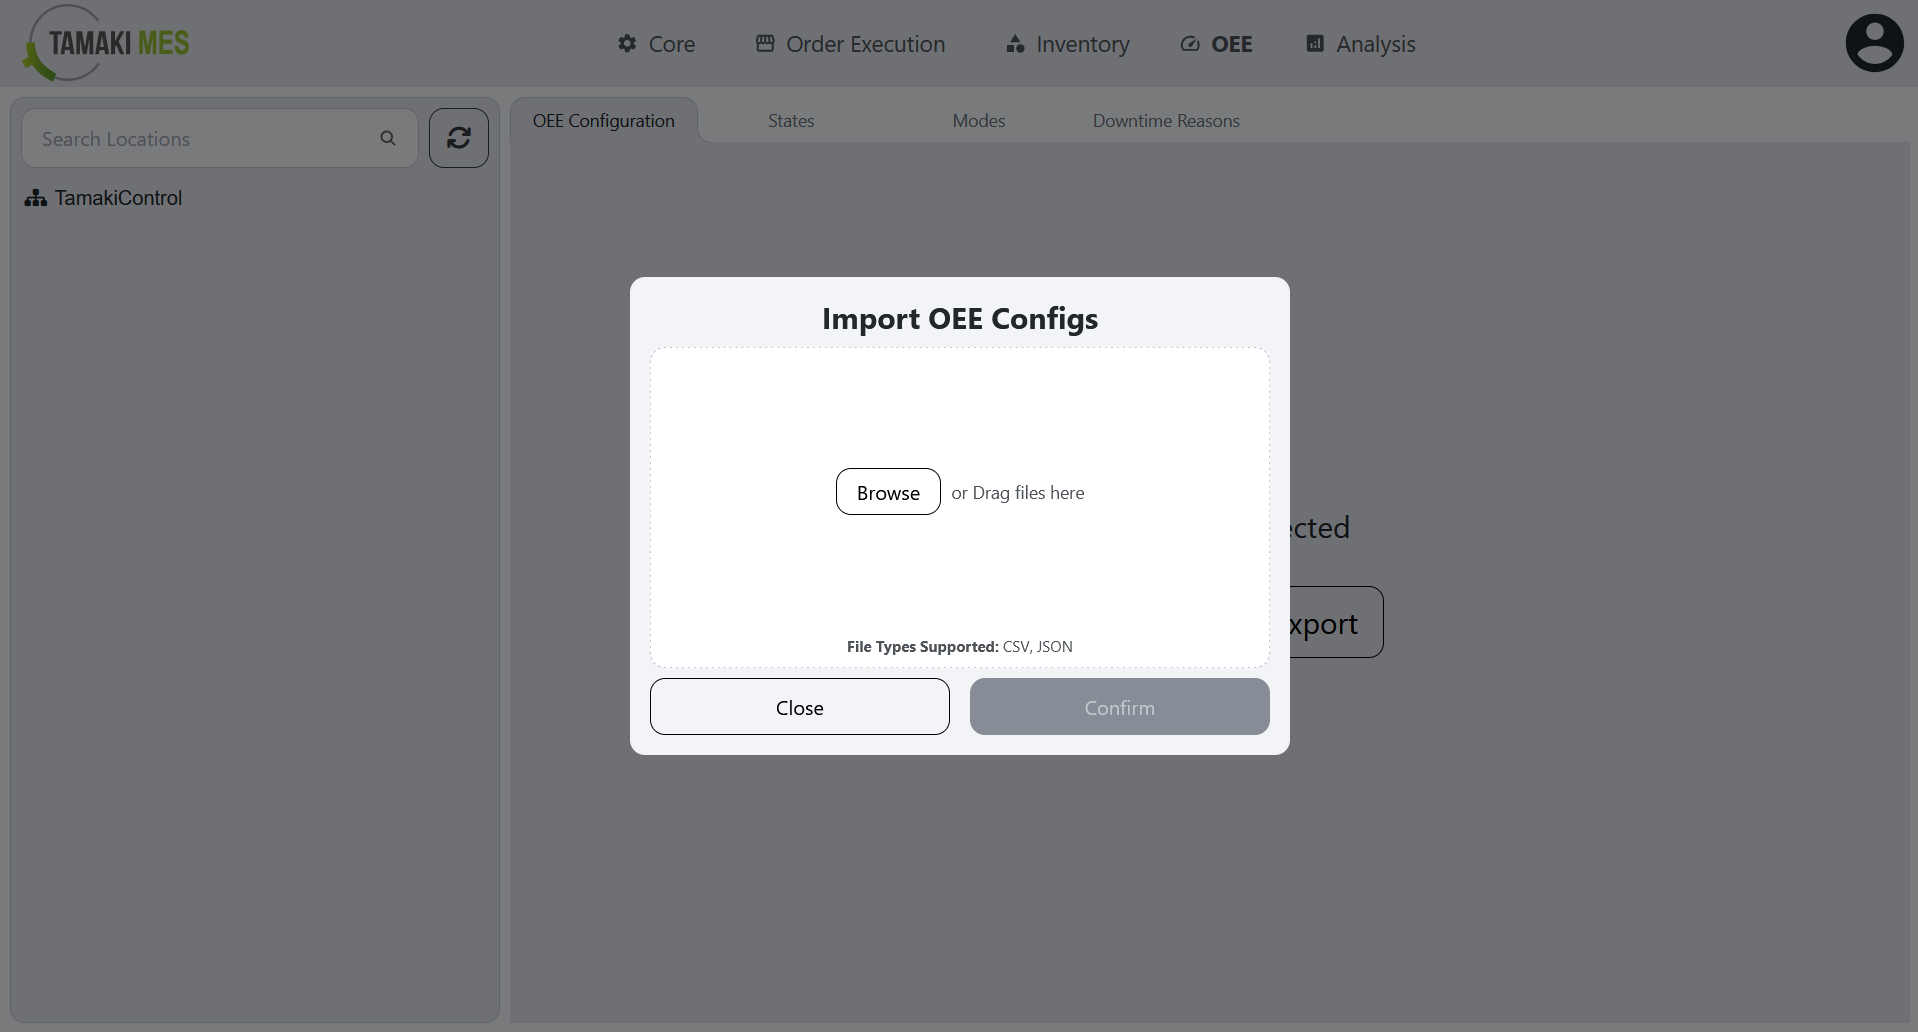 TAMAKI MES
Core
Order Execution
Inventory
OEE
Analysis
Search Locations
TamakiControl
OEE Configuration
States
Modes
Downtime Reasons
Import OEE Configs
Browse
or Drag files here
ected
xport
File Types Supported: CSV, JSON
Close
Confirm